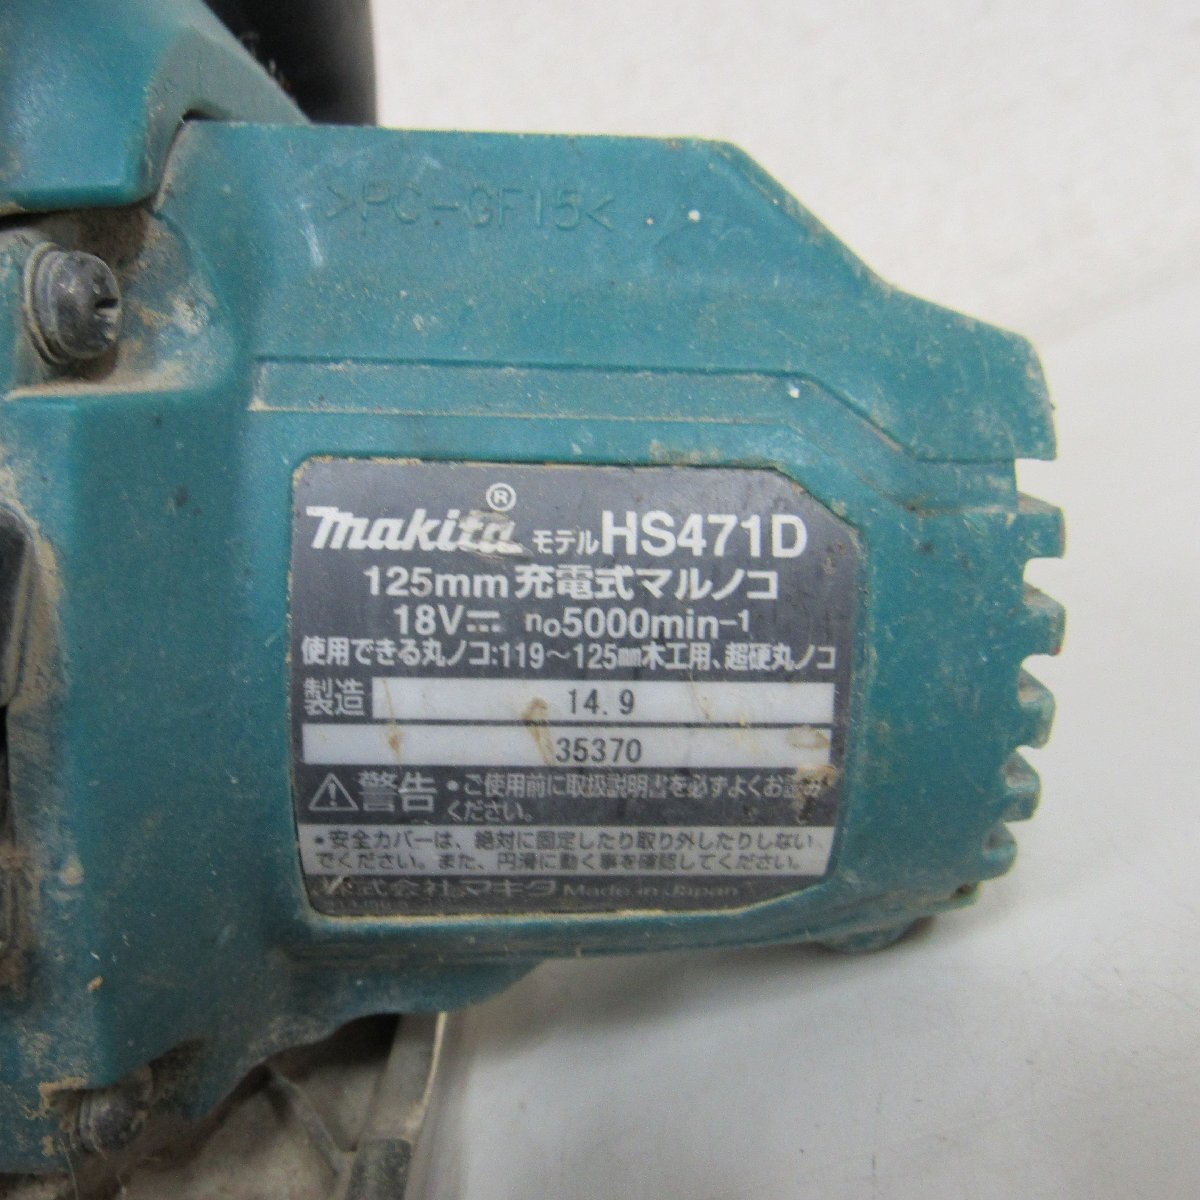 >PC-GF15<
makita® モデル HS471D
125mm 充電式マルノコ
18V⎓ n₀5000min-1
使用できる丸ノコ:119～125mm木工用、超硬丸ノコ
製造 14.9
35370
⚠警告 •ご使用前に取扱説明書を必ずよくお読み
ください。
•安全カバーは、絶対に固定したり取り外したりしない
でください。また、円滑に動く事を確認してください。
株式会社マキタ Made in Japan